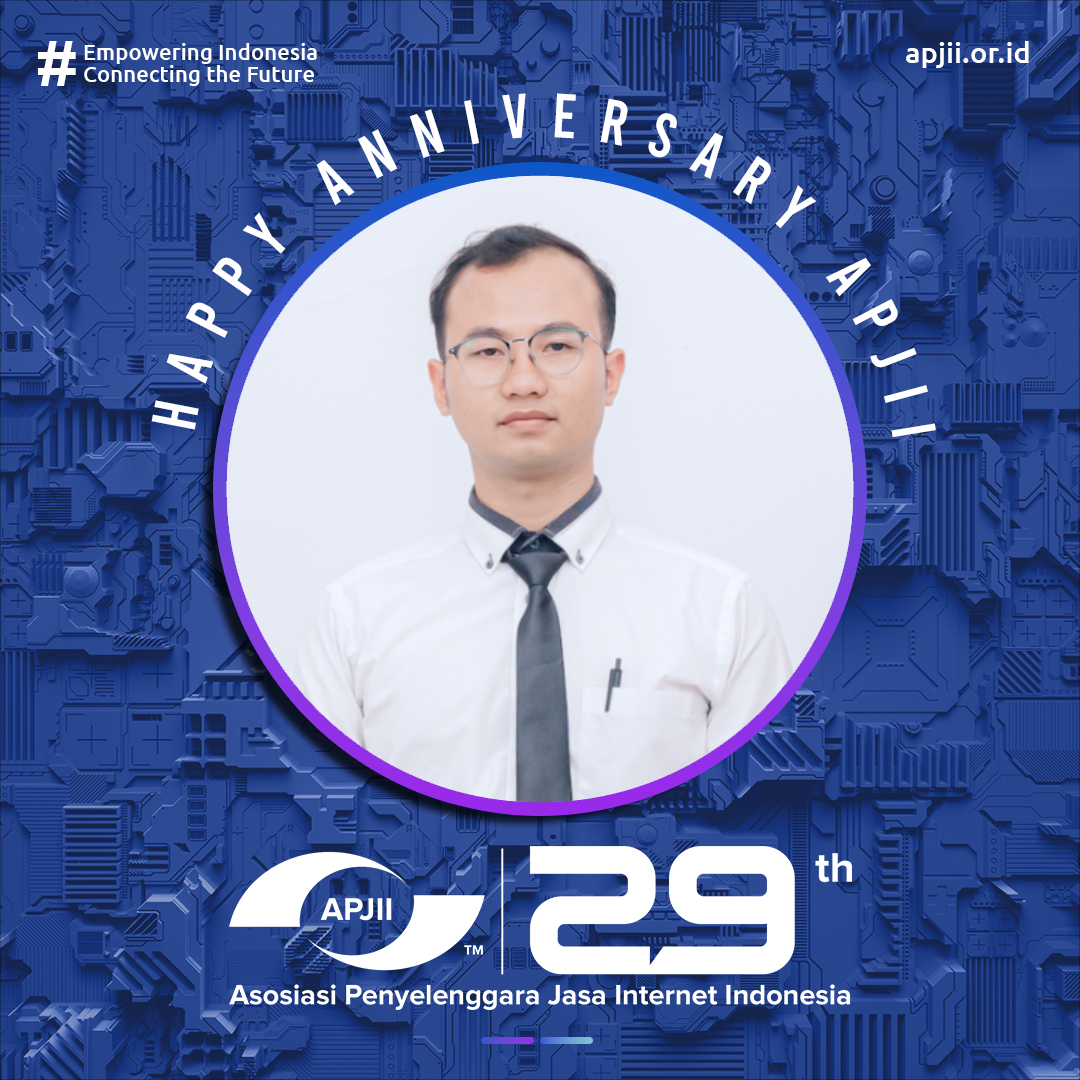 # Empowering Indonesia
Connecting the Future
apjii.or.id
HAPPY ANNIVERSARY APJII
APJII
TM
29th
Asosiasi Penyelenggara Jasa Internet Indonesia